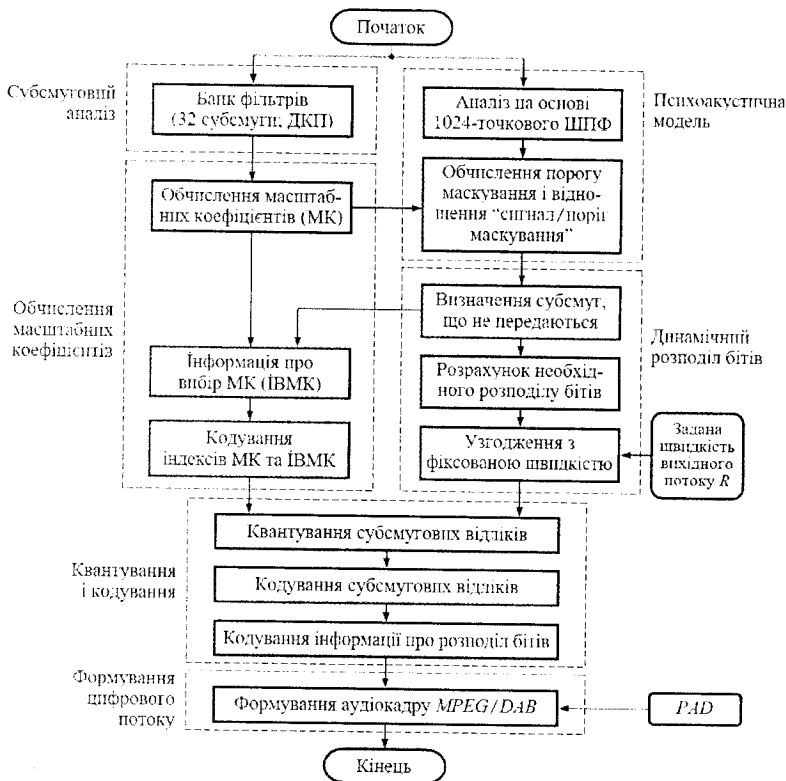 Початок
Субсмуговий
аналіз
Банк фільтрів
(32 субсмуги; ДКП)
Аналіз на основі
1024-точкового ШПФ
Психоакустична
модель
Обчислення масштаб-
них коефіцієнтів (МК)
Обчислення порогу
маскування і відно-
шення “сигнал/поріг
маскування”
Обчислення
масштабних
коефіцієнтів
Визначення субсмуг,
що не передаються
Динамічний
розподіл бітів
Інформація про
вибір МК (ІВМК)
Розрахунок необхід-
ного розподілу бітів
Кодування
індексів МК та ІВМК
Узгодження з
фіксованою швидкістю
Задана
швидкість
вихідного
потоку R
Квантування
і кодування
Квантування субсмугових відліків
Кодування субсмугових відліків
Кодування інформації про розподіл бітів
Формування
цифрового
потоку
Формування аудіокадру MPEG/DAB
PAD
Кінець